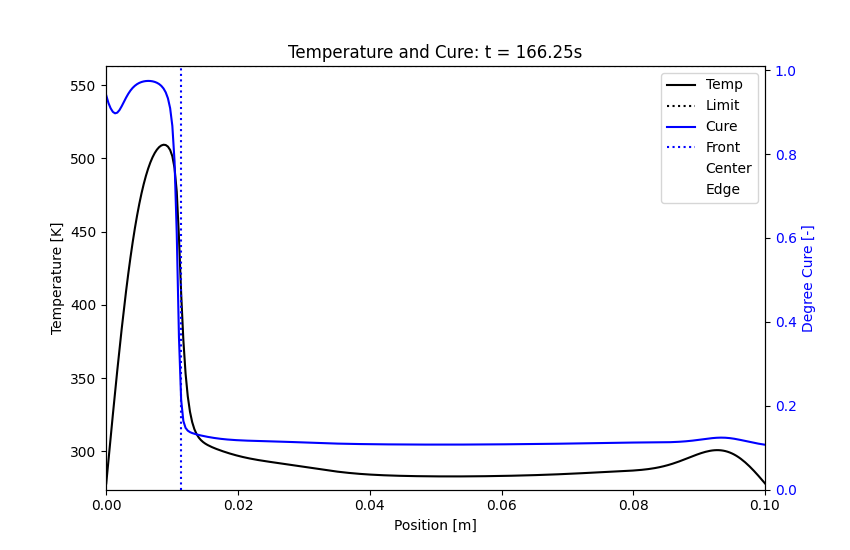 Temperature and Cure: t = 166.25s
Temp
Limit
Cure
Front
Center
Edge
Temperature [K]
550
500
450
400
350
300
Degree Cure [-]
1.0
0.8
0.6
0.4
0.2
0.0
0.00 0.02 0.04 0.06 0.08 0.10
Position [m]